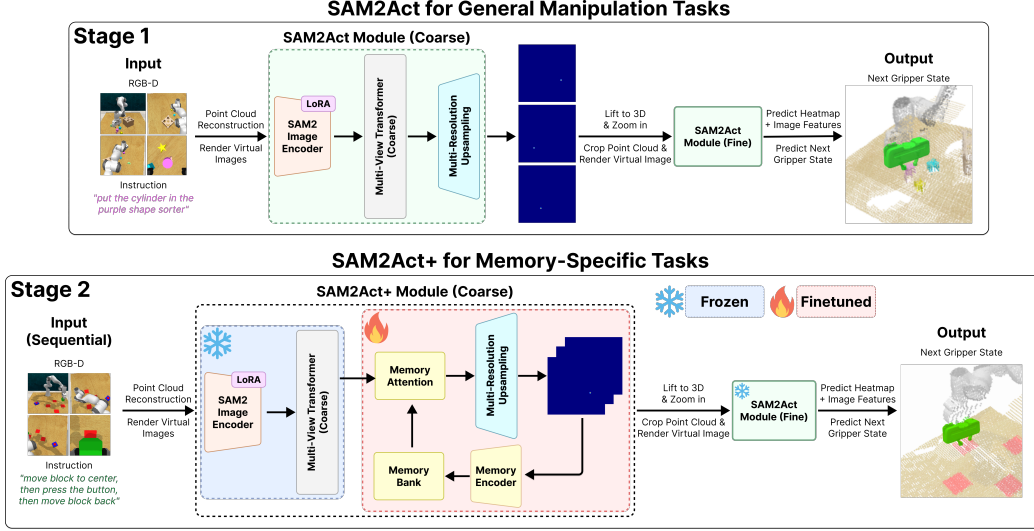 SAM2Act for General Manipulation Tasks
Stage 1
Input
RGB-D
Instruction
"put the cylinder in the
purple shape sorter"
Point Cloud
Reconstruction
Render Virtual
Images
SAM2Act Module (Coarse)
LoRA
SAM2
Image
Encoder
Multi-View Transformer
(Coarse)
Multi-Resolution
Upsampling
Lift to 3D
& Zoom in
Crop Point Cloud &
Render Virtual Image
SAM2Act
Module (Fine)
Predict Heatmap
+ Image Features
Predict Next
Gripper State
Output
Next Gripper State
SAM2Act+ for Memory-Specific Tasks
Stage 2
Input
(Sequential)
RGB-D
Instruction
"move block to center,
then press the button,
then move block back"
Point Cloud
Reconstruction
Render Virtual
Images
SAM2Act+ Module (Coarse)
LoRA
SAM2
Image
Encoder
Multi-View Transformer
(Coarse)
Memory
Attention
Multi-Resolution
Upsampling
Memory
Bank
Memory
Encoder
Frozen
Finetuned
Lift to 3D
& Zoom in
Crop Point Cloud &
Render Virtual Image
SAM2Act
Module (Fine)
Predict Heatmap
+ Image Features
Predict Next
Gripper State
Output
Next Gripper State